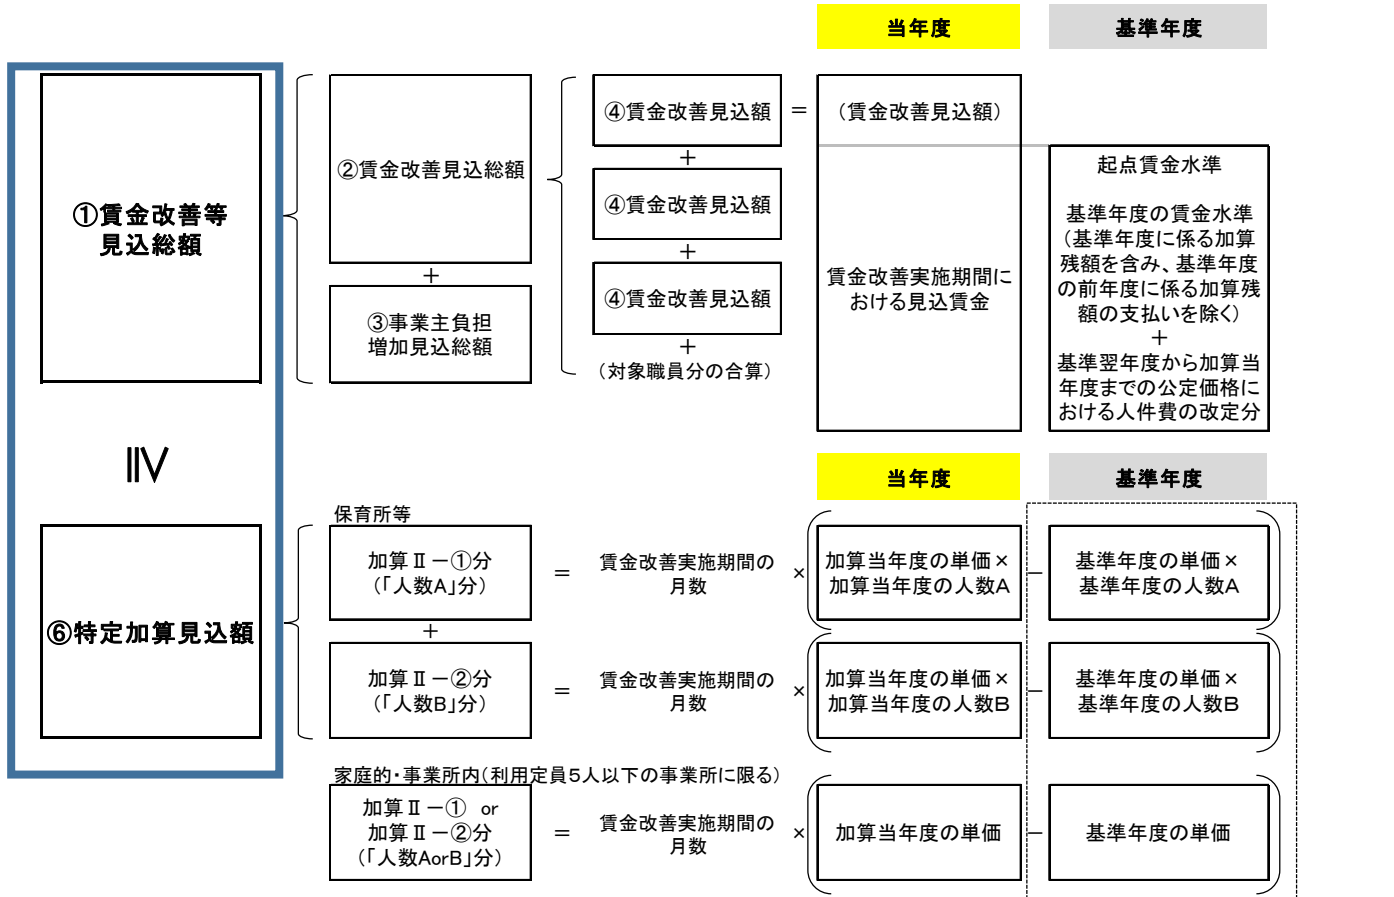 当年度
基準年度
①賃金改善等
見込総額
②賃金改善見込総額
＋
③事業主負担
増加見込総額
④賃金改善見込額
＋
④賃金改善見込額
＋
④賃金改善見込額
＋
（対象職員分の合算）
＝
（賃金改善見込額）
賃金改善実施期間に
おける見込賃金
起点賃金水準
基準年度の賃金水準
（基準年度に係る加算
残額を含み、基準年度
の前年度に係る加算残
額の支払いを除く）
＋
基準翌年度から加算当
年度までの公定価格に
おける人件費の改定分
≧
当年度
基準年度
⑥特定加算見込額
保育所等
加算Ⅱ－①分
（「人数A」分）
＝
賃金改善実施期間の
月数
×
加算当年度の単価×
加算当年度の人数A
－
基準年度の単価×
基準年度の人数A
＋
加算Ⅱ－②分
（「人数B」分）
＝
賃金改善実施期間の
月数
×
加算当年度の単価×
加算当年度の人数B
－
基準年度の単価×
基準年度の人数B
家庭的・事業所内（利用定員５人以下の事業所に限る）
加算Ⅱ－① or
加算Ⅱ－②分
（「人数AorB」分）
＝
賃金改善実施期間の
月数
×
加算当年度の単価
－
基準年度の単価